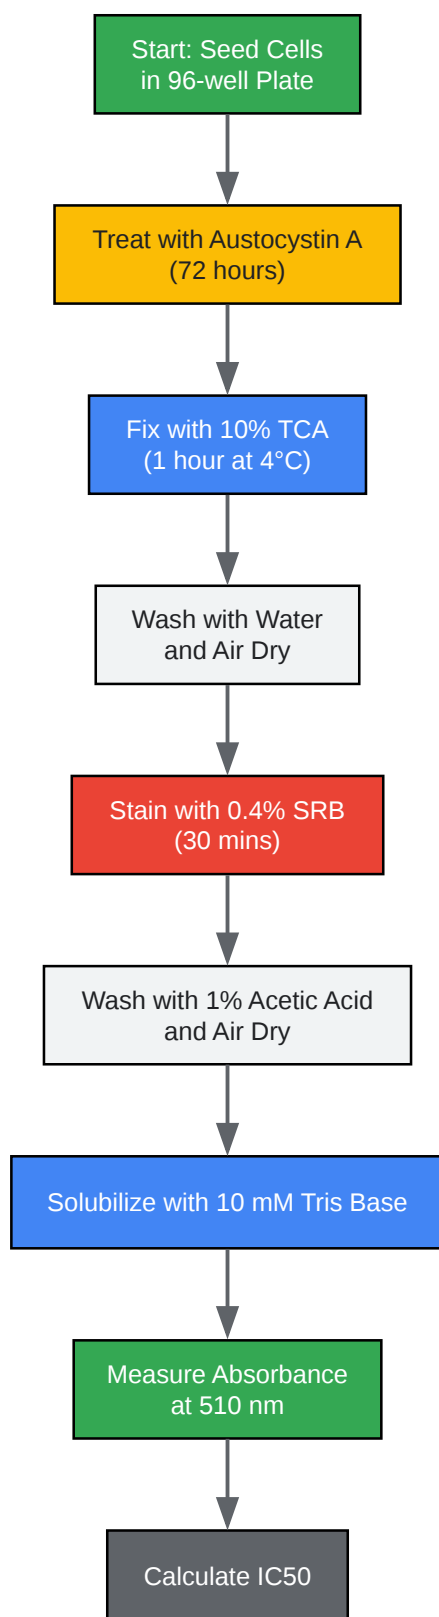 Start: Seed Cells
in 96-well Plate
Treat with Austocystin A
(72 hours)
Fix with 10% TCA
(1 hour at 4°C)
Wash with Water
and Air Dry
Stain with 0.4% SRB
(30 mins)
Wash with 1% Acetic Acid
and Air Dry
Solubilize with 10 mM Tris Base
Measure Absorbance
at 510 nm
Calculate IC50